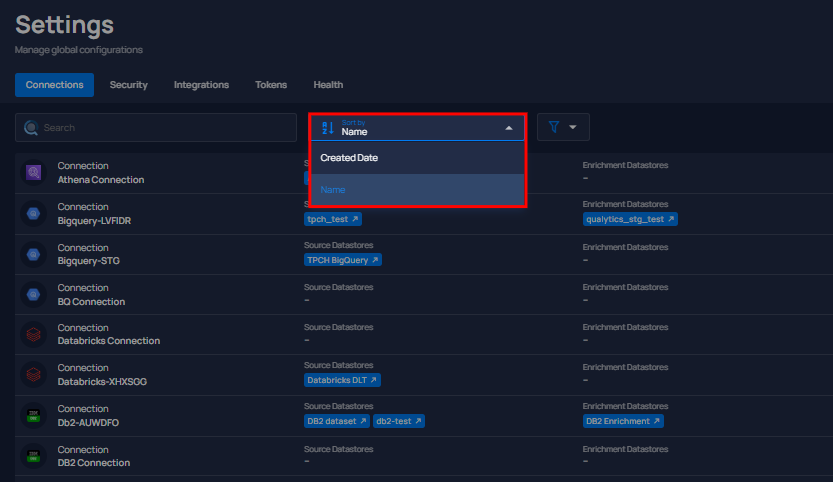 Settings
Manage global configurations
Connections Security Integrations Tokens Health
Search
Sort by
Name
Created Date
Name
Connection
Athena Connection
Enrichment Datastores
–
Connection
Bigquery-LVFIDR
tpch_test
Enrichment Datastores
qualytics_stg_test
Connection
Bigquery-STG
Source Datastores
TPCH BigQuery
Enrichment Datastores
–
Connection
BQ Connection
Source Datastores
–
Enrichment Datastores
–
Connection
Databricks Connection
Source Datastores
–
Enrichment Datastores
–
Connection
Databricks-XHXSGG
Source Datastores
Databricks DLT
Enrichment Datastores
–
Connection
Db2-AUWDFO
Source Datastores
DB2 dataset db2-test
Enrichment Datastores
DB2 Enrichment
Connection
DB2 Connection
Source Datastores
–
Enrichment Datastores
–